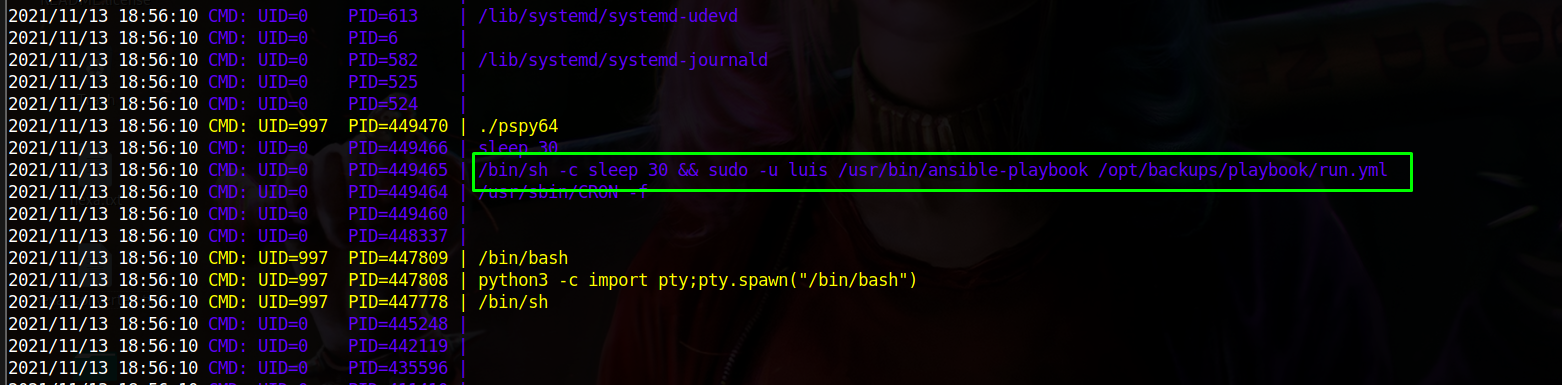 2021/11/13 18:56:10 CMD: UID=0 PID=613 | /lib/systemd/systemd-udevd
2021/11/13 18:56:10 CMD: UID=0 PID=6 |
2021/11/13 18:56:10 CMD: UID=0 PID=582 | /lib/systemd/systemd-journald
2021/11/13 18:56:10 CMD: UID=0 PID=525 |
2021/11/13 18:56:10 CMD: UID=0 PID=524 |
2021/11/13 18:56:10 CMD: UID=997 PID=449470 | ./pspy64
2021/11/13 18:56:10 CMD: UID=0 PID=449466 | sleep 30
2021/11/13 18:56:10 CMD: UID=0 PID=449465 | /bin/sh -c sleep 30 && sudo -u luis /usr/bin/ansible-playbook /opt/backups/playbook/run.yml
2021/11/13 18:56:10 CMD: UID=0 PID=449464 | /usr/sbin/CRON -f
2021/11/13 18:56:10 CMD: UID=0 PID=449460 |
2021/11/13 18:56:10 CMD: UID=0 PID=448337 |
2021/11/13 18:56:10 CMD: UID=997 PID=447809 | /bin/bash
2021/11/13 18:56:10 CMD: UID=997 PID=447808 | python3 -c import pty;pty.spawn("/bin/bash")
2021/11/13 18:56:10 CMD: UID=997 PID=447778 | /bin/sh
2021/11/13 18:56:10 CMD: UID=0 PID=445248 |
2021/11/13 18:56:10 CMD: UID=0 PID=442119 |
2021/11/13 18:56:10 CMD: UID=0 PID=435596 |